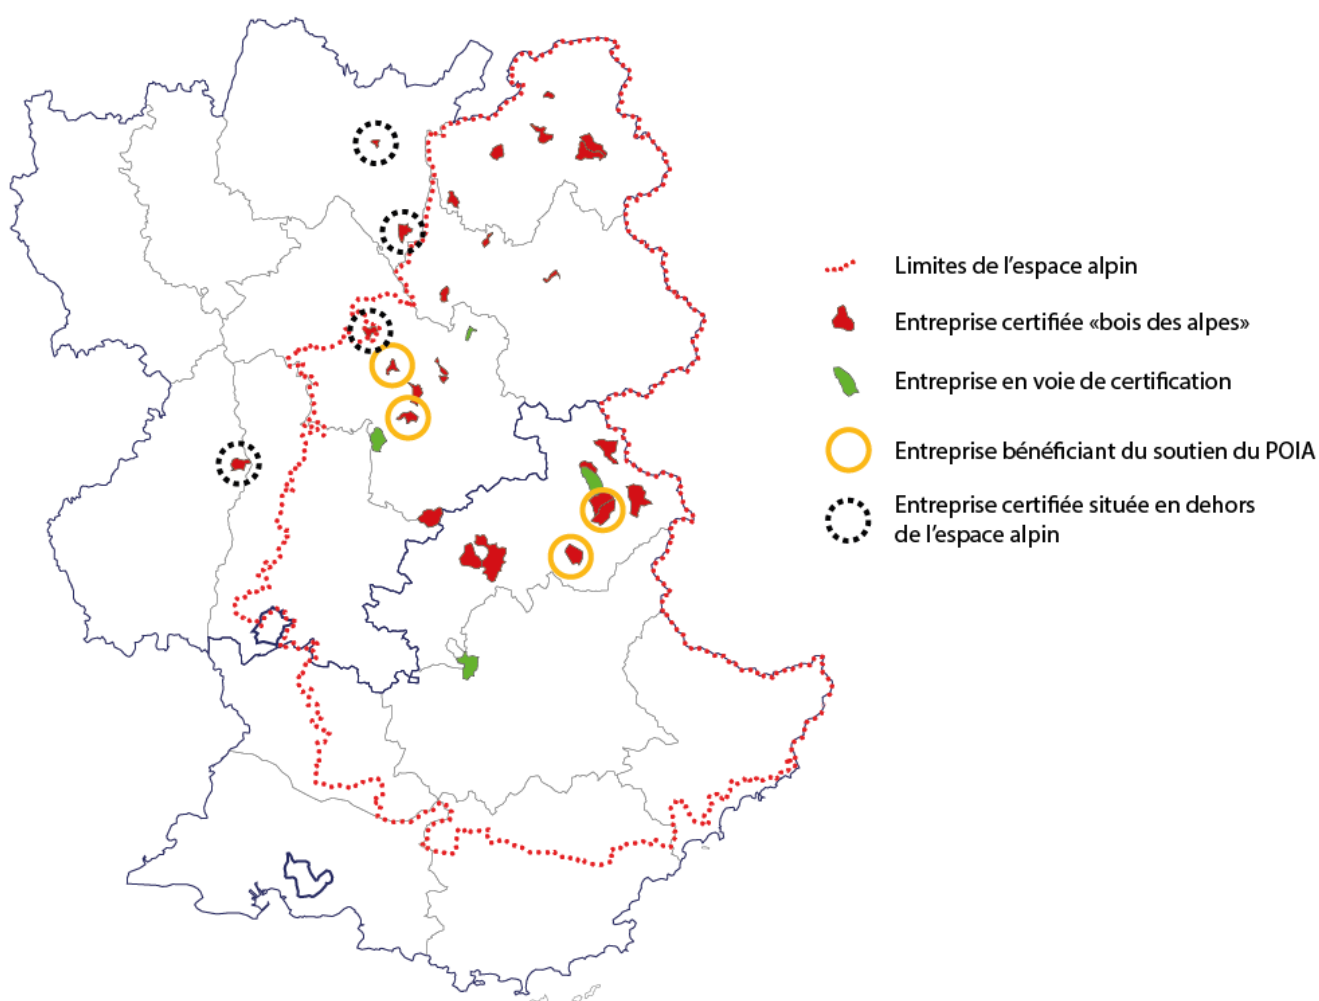 Limites de l'espace alpin
Entreprise certifiée «bois des alpes»
Entreprise en voie de certification
Entreprise bénéficiant du soutien du POIA
Entreprise certifiée située en dehors
de l'espace alpin